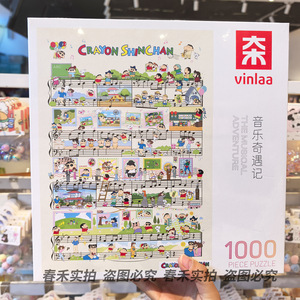 CRAYON SHINCHAN
vinlaa
音乐奇遇记
THE MUSICAL
ADVENTURE
1000
PIECE PUZZLE
春禾实拍 盗图必究 春禾实拍 盗图必究